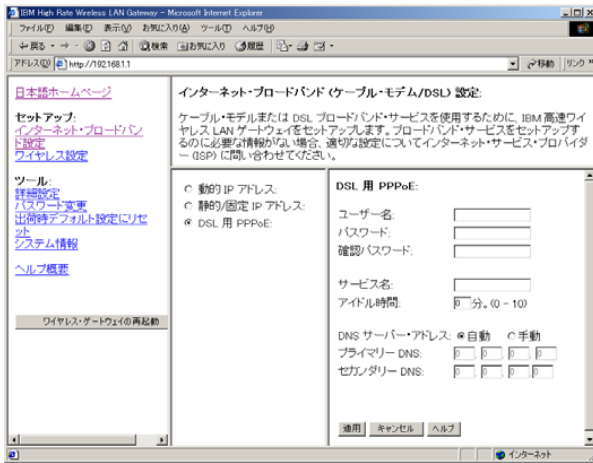 IBM High Rate Wireless LAN Gateway - Microsoft Internet Explorer
ファイル(F) 編集(E) 表示(V) お気に入り(A) ツール(T) ヘルプ(H)
戻る 検索 お気に入り 履歴
アドレス(D) http://192.168.1.1 移動 リンク »
日本語ホームページ
セットアップ:
インターネット・ブロードバン
ド設定
ワイヤレス設定
ツール:
詳細設定
パスワード変更
出荷時デフォルト設定にリセ
ット
システム情報
ヘルプ概要
ワイヤレス・ゲートウェイの再起動
インターネット・ブロードバンド (ケーブル・モデム/DSL) 設定:
ケーブル・モデムまたは DSL ブロードバンド・サービスを使用するために、IBM 高速ワイ
ヤレス LAN ゲートウェイをセットアップします。ブロードバンド・サービスをセットアップす
るのに必要な情報がない場合、適切な設定についてインターネット・サービス・プロバイダ
ー (ISP) に問い合わせてください。
動的 IP アドレス:
静的/固定 IP アドレス:
DSL 用 PPPoE:
DSL 用 PPPoE:
ユーザー名:
パスワード:
確認パスワード:
サービス名:
アイドル時間: 0 分。(0 - 10)
DNS サーバー・アドレス: 自動 手動
プライマリー DNS: 0 . 0 . 0 . 0
セカンダリー DNS: 0 . 0 . 0 . 0
適用 キャンセル ヘルプ
インターネット